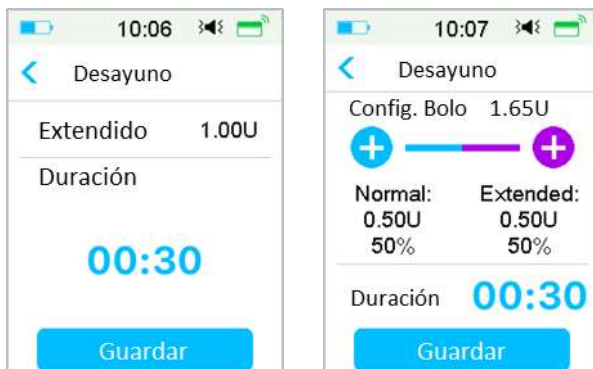 10:06
Desayuno
Extendido 1.00U
Duración
00:30
Guardar
10:07
Desayuno
Config. Bolo 1.65U
Normal: Extended:
0.50U 0.50U
50% 50%
Duración 00:30
Guardar